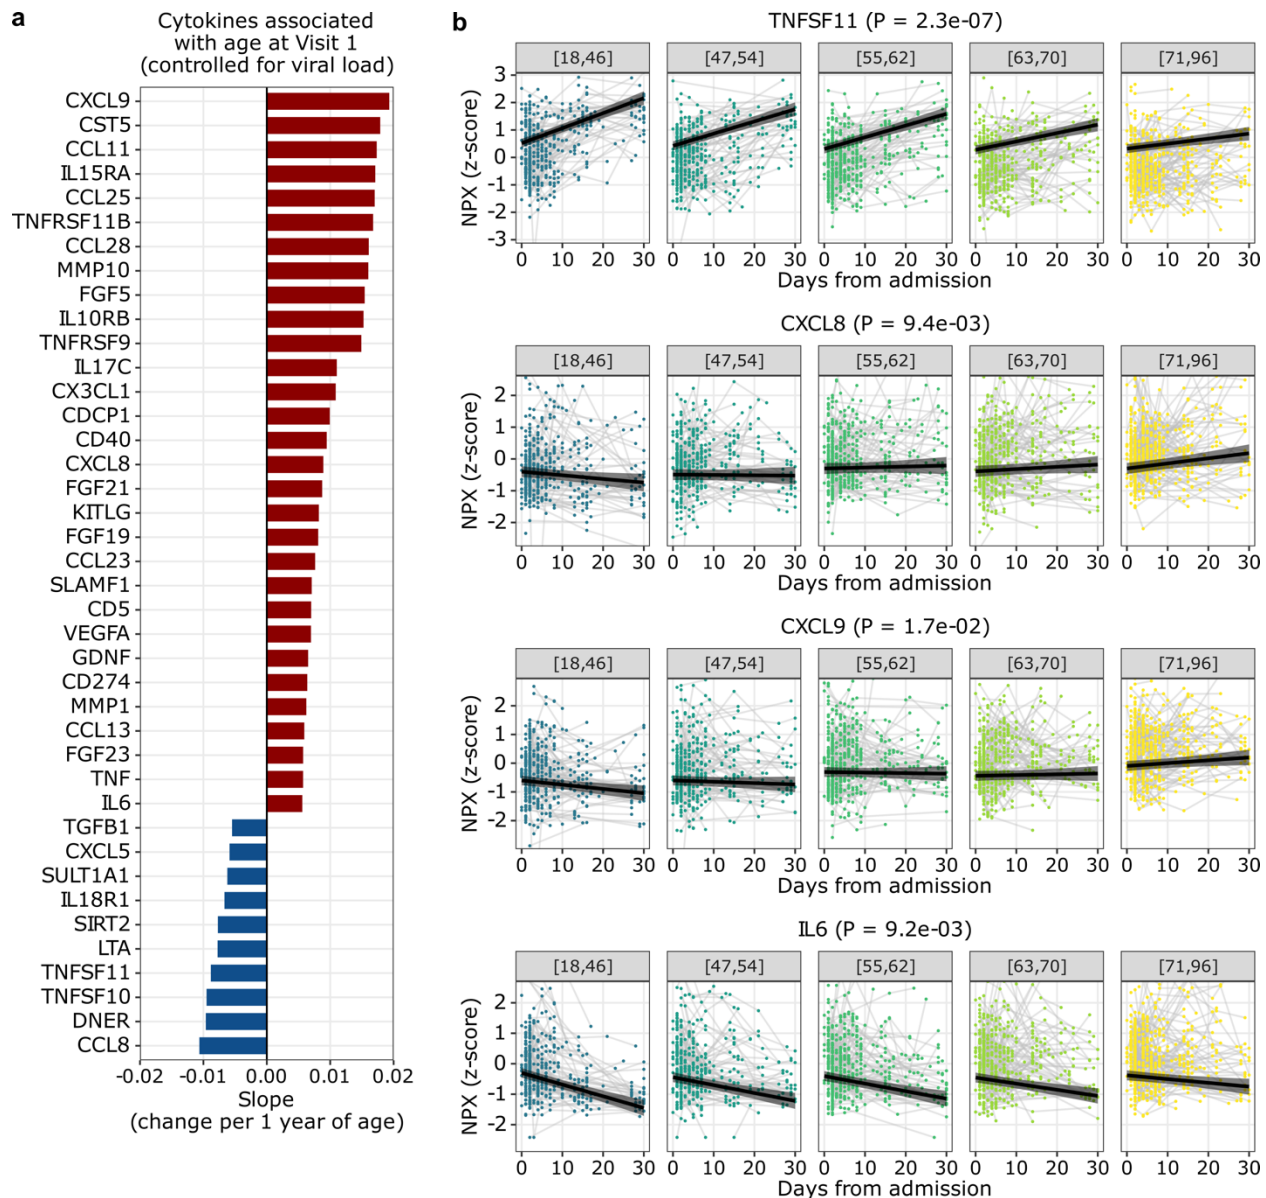 a
Cytokines associated
with age at Visit 1
(controlled for viral load)
CXCL9
CST5
CCL11
IL15RA
CCL25
TNFRSF11B
CCL28
MMP10
FGF5
IL10RB
TNFRSF9
IL17C
CX3CL1
CDCP1
CD40
CXCL8
FGF21
KITLG
FGF19
CCL23
SLAMF1
CD5
VEGFA
GDNF
CD274
MMP1
CCL13
FGF23
TNF
IL6
TGFB1
CXCL5
SULT1A1
IL18R1
SIRT2
LTA
TNFSF11
TNFSF10
DNER
CCL8
-0.02 -0.01 0.00 0.01 0.02
Slope
(change per 1 year of age)
b
TNFSF11 (P = 2.3e-07)
[18,46] [47,54] [55,62] [63,70] [71,96]
NPX (z-score)
3
2
1
0
-1
-2
-3
0 10 20 30 0 10 20 30 0 10 20 30 0 10 20 30 0 10 20 30
Days from admission
CXCL8 (P = 9.4e-03)
[18,46] [47,54] [55,62] [63,70] [71,96]
NPX (z-score)
2
1
0
-1
-2
0 10 20 30 0 10 20 30 0 10 20 30 0 10 20 30 0 10 20 30
Days from admission
CXCL9 (P = 1.7e-02)
[18,46] [47,54] [55,62] [63,70] [71,96]
NPX (z-score)
2
1
0
-1
-2
0 10 20 30 0 10 20 30 0 10 20 30 0 10 20 30 0 10 20 30
Days from admission
IL6 (P = 9.2e-03)
[18,46] [47,54] [55,62] [63,70] [71,96]
NPX (z-score)
2
1
0
-1
-2
0 10 20 30 0 10 20 30 0 10 20 30 0 10 20 30 0 10 20 30
Days from admission